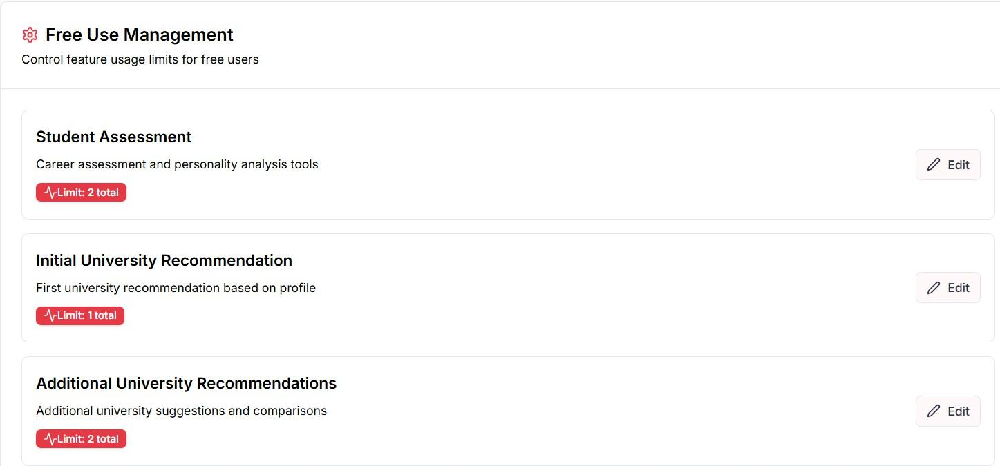 Free Use Management
Control feature usage limits for free users
Student Assessment
Career assessment and personality analysis tools
Limit: 2 total
Edit
Initial University Recommendation
First university recommendation based on profile
Limit: 1 total
Edit
Additional University Recommendations
Additional university suggestions and comparisons
Limit: 2 total
Edit